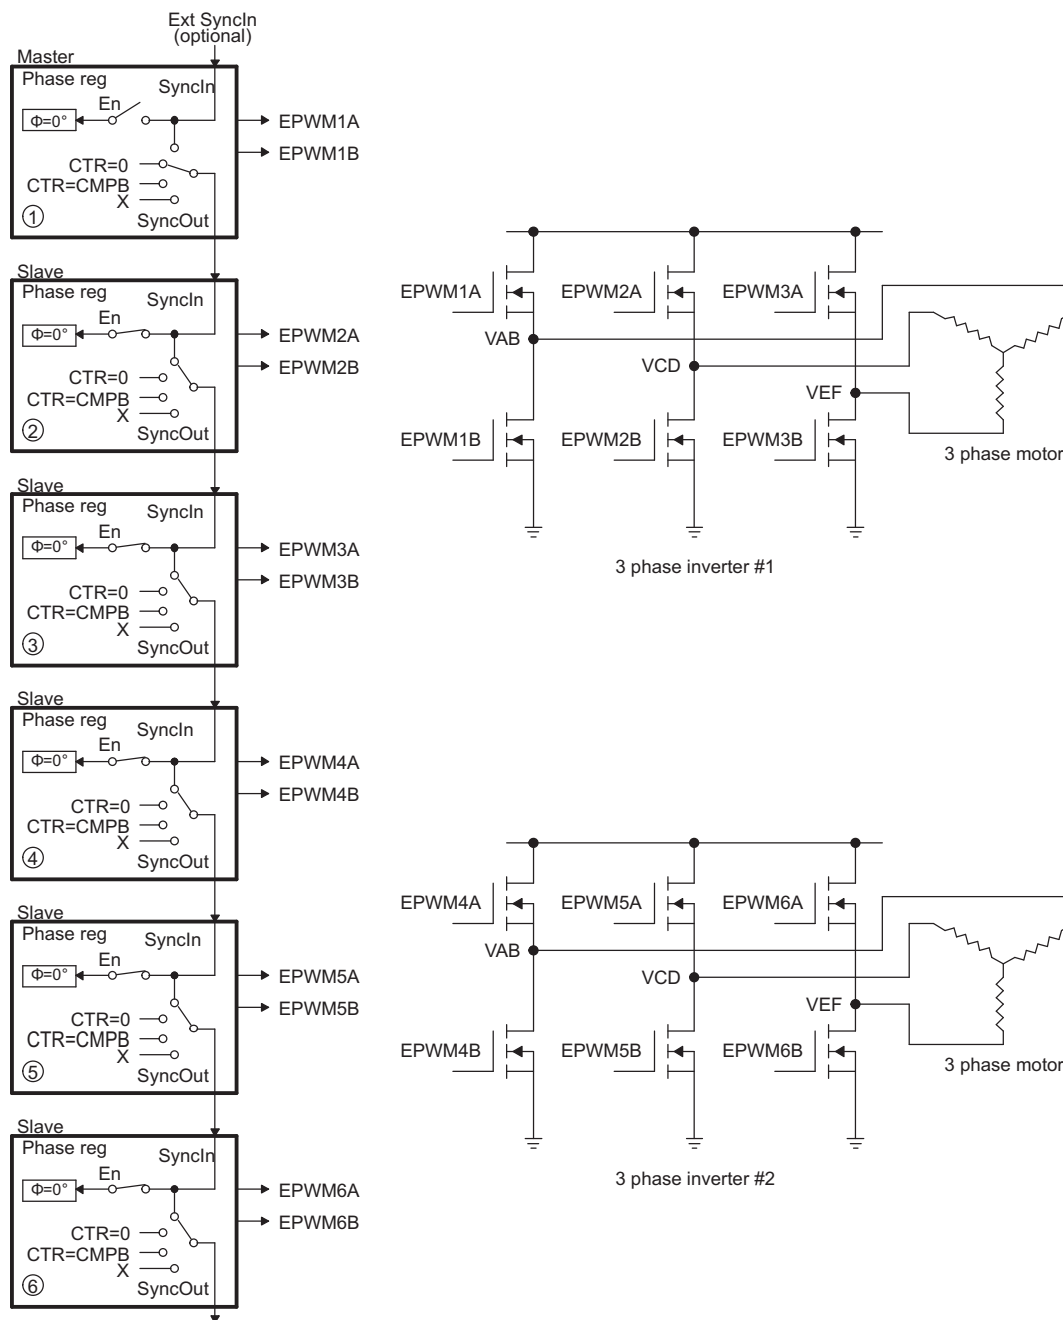 Ext SyncIn
(optional)
Master
Phase reg
SyncIn
En
Φ=0°
EPWM1A
EPWM1B
CTR=0
CTR=CMPB
X
1
SyncOut
Slave
Phase reg
SyncIn
En
Φ=0°
EPWM2A
EPWM2B
CTR=0
CTR=CMPB
X
2
SyncOut
Slave
Phase reg
SyncIn
En
Φ=0°
EPWM3A
EPWM3B
CTR=0
CTR=CMPB
X
3
SyncOut
Slave
Phase reg
SyncIn
En
Φ=0°
EPWM4A
EPWM4B
CTR=0
CTR=CMPB
X
4
SyncOut
Slave
Phase reg
SyncIn
En
Φ=0°
EPWM5A
EPWM5B
CTR=0
CTR=CMPB
X
5
SyncOut
Slave
Phase reg
SyncIn
En
Φ=0°
EPWM6A
EPWM6B
CTR=0
CTR=CMPB
X
6
SyncOut
EPWM1A
EPWM2A
EPWM3A
VAB
VCD
VEF
EPWM1B
EPWM2B
EPWM3B
3 phase motor
3 phase inverter #1
EPWM4A
EPWM5A
EPWM6A
VAB
VCD
VEF
EPWM4B
EPWM5B
EPWM6B
3 phase motor
3 phase inverter #2